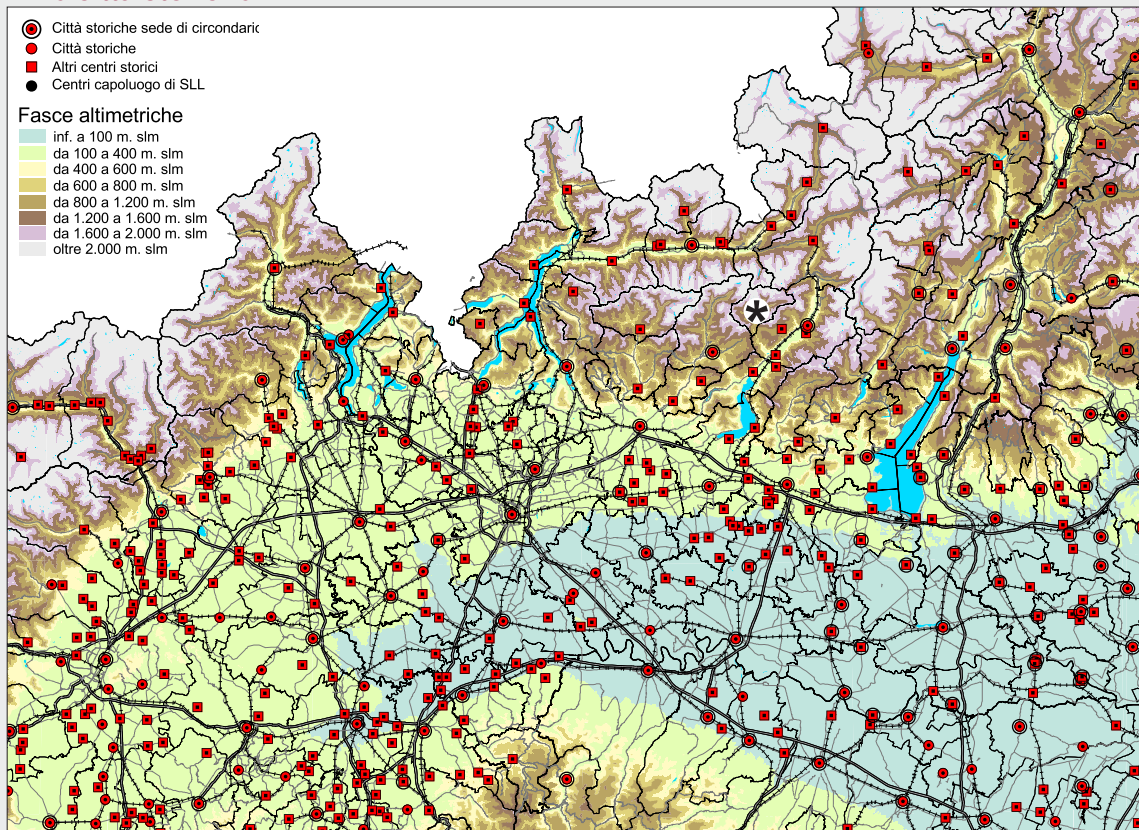 Città storiche sede di circondario
Città storiche
Altri centri storici
Centri capoluogo di SLL
Fasce altimetriche
inf. a 100 m. slm
da 100 a 400 m. slm
da 400 a 600 m. slm
da 600 a 800 m. slm
da 800 a 1.200 m. slm
da 1.200 a 1.600 m. slm
da 1.600 a 2.000 m. slm
oltre 2.000 m. slm
*